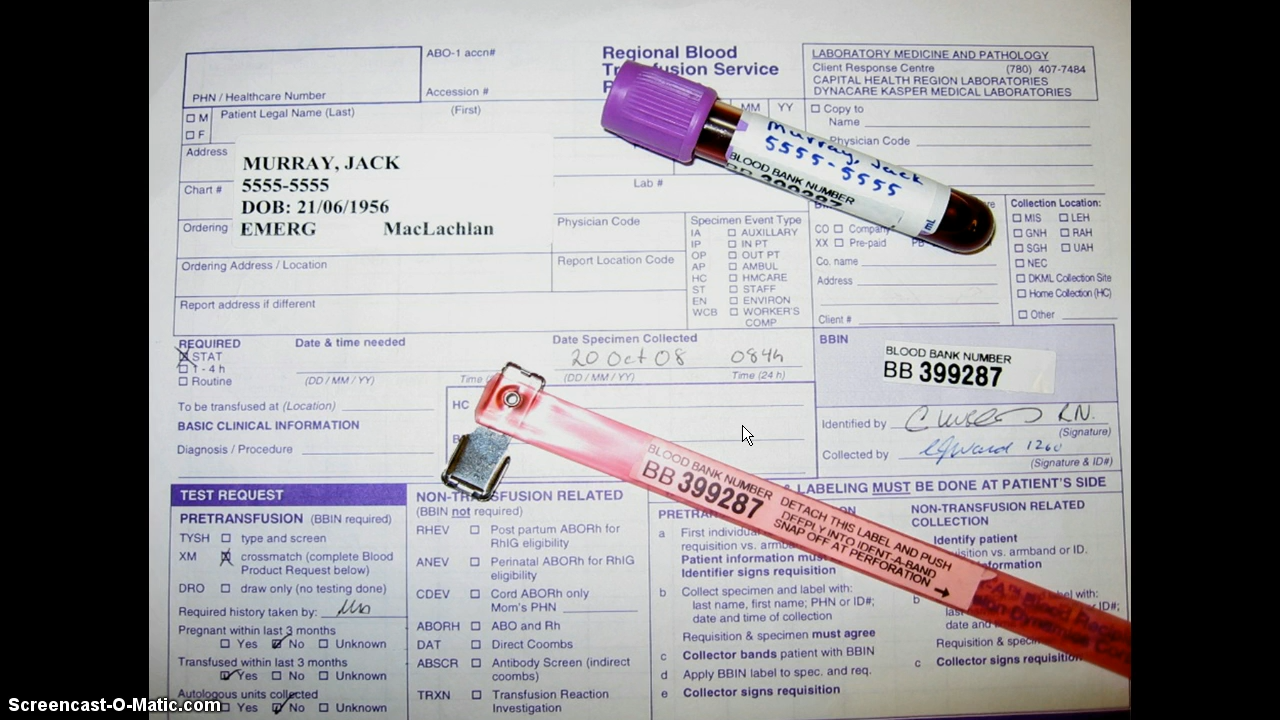 ABO-1 accn#
Regional Blood
Transfusion Service
LABORATORY MEDICINE AND PATHOLOGY
Client Response Centre (780) 407-7484
CAPITAL HEALTH REGION LABORATORIES
DYNACARE KASPER MEDICAL LABORATORIES
PHN / Healthcare Number
Accession #
M
F
Patient Legal Name (Last)
(First)
MM YY
Copy to
Name
Physician Code
Address
MURRAY, JACK
5555-5555
DOB: 21/06/1956
EMERG MacLachlan
Chart #
Ordering
Lab #
Murray, Jack
5555-5555
BLOOD BANK NUMBER
BB 399287
mL
Physician Code
Report Location Code
Ordering Address / Location
Report address if different
Specimen Event Type
IA AUXILLARY
IP IN PT
OP OUT PT
AP AMBUL
HC HMCARE
ST STAFF
EN ENVIRON
WCB WORKER'S
COMP
CO Company
XX Pre-paid
Co. name
Address
Client #
Collection Location:
MIS LEH
GNH RAH
SGH UAH
NEC
DKML Collection Site
Home Collection (HC)
Other
REQUIRED
STAT
1 - 4 h
Routine
Date & time needed
(DD / MM / YY)
Time
Date Specimen Collected
20 Oct 08 084h
(DD / MM / YY) Time (24 h)
BBIN
BLOOD BANK NUMBER
BB 399287
To be transfused at (Location)
BASIC CLINICAL INFORMATION
Diagnosis / Procedure
HC
Identified by R.N.
(Signature)
Collected by
(Signature & ID#)
BLOOD BANK NUMBER
BB 399287
DETACH THIS LABEL AND PUSH
DEEPLY INTO IDENT-A-BAND
SNAP OFF AT PERFORATION
TEST REQUEST
PRETRANSFUSION (BBIN required)
TYSH type and screen
XM crossmatch (complete Blood
Product Request below)
DRO draw only (no testing done)
Required history taken by:
Pregnant within last 3 months
Yes No Unknown
Transfused within last 3 months
Yes No Unknown
Autologous units collected
Yes No Unknown
NON-TRANSFUSION RELATED
(BBIN not required)
RHEV Post partum ABORh for
RhIG eligibility
ANEV Perinatal ABORh for RhIG
eligibility
CDEV Cord ABORh only
Mom's PHN
ABORH ABO and Rh
DAT Direct Coombs
ABSCR Antibody Screen (indirect
coombs)
TRXN Transfusion Reaction
Investigation
& LABELING MUST BE DONE AT PATIENT'S SIDE
a First individual
requisition vs. armband
Patient information must
Identifier signs requisition
b Collect specimen and label with:
last name, first name; PHN or ID#;
date and time of collection
Requisition & specimen must agree
c Collector bands patient with BBIN
d Apply BBIN label to spec. and req.
e Collector signs requisition
NON-TRANSFUSION RELATED
COLLECTION
Identify patient
vs. armband or ID.
b
label with:
ID#;
date and
Requisition &
c Collector signs requisition
Screencast-O-Matic.com